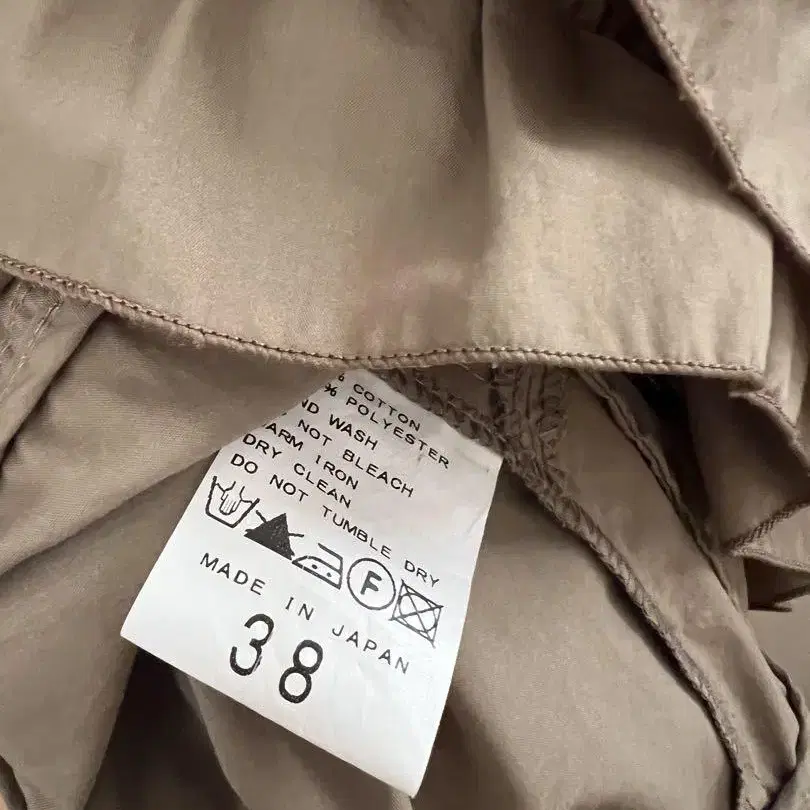 % COTTON
% POLYESTER
ND WASH
NOT BLEACH
ARM IRON
DRY CLEAN
DO NOT TUMBLE DRY
F
MADE IN JAPAN
38